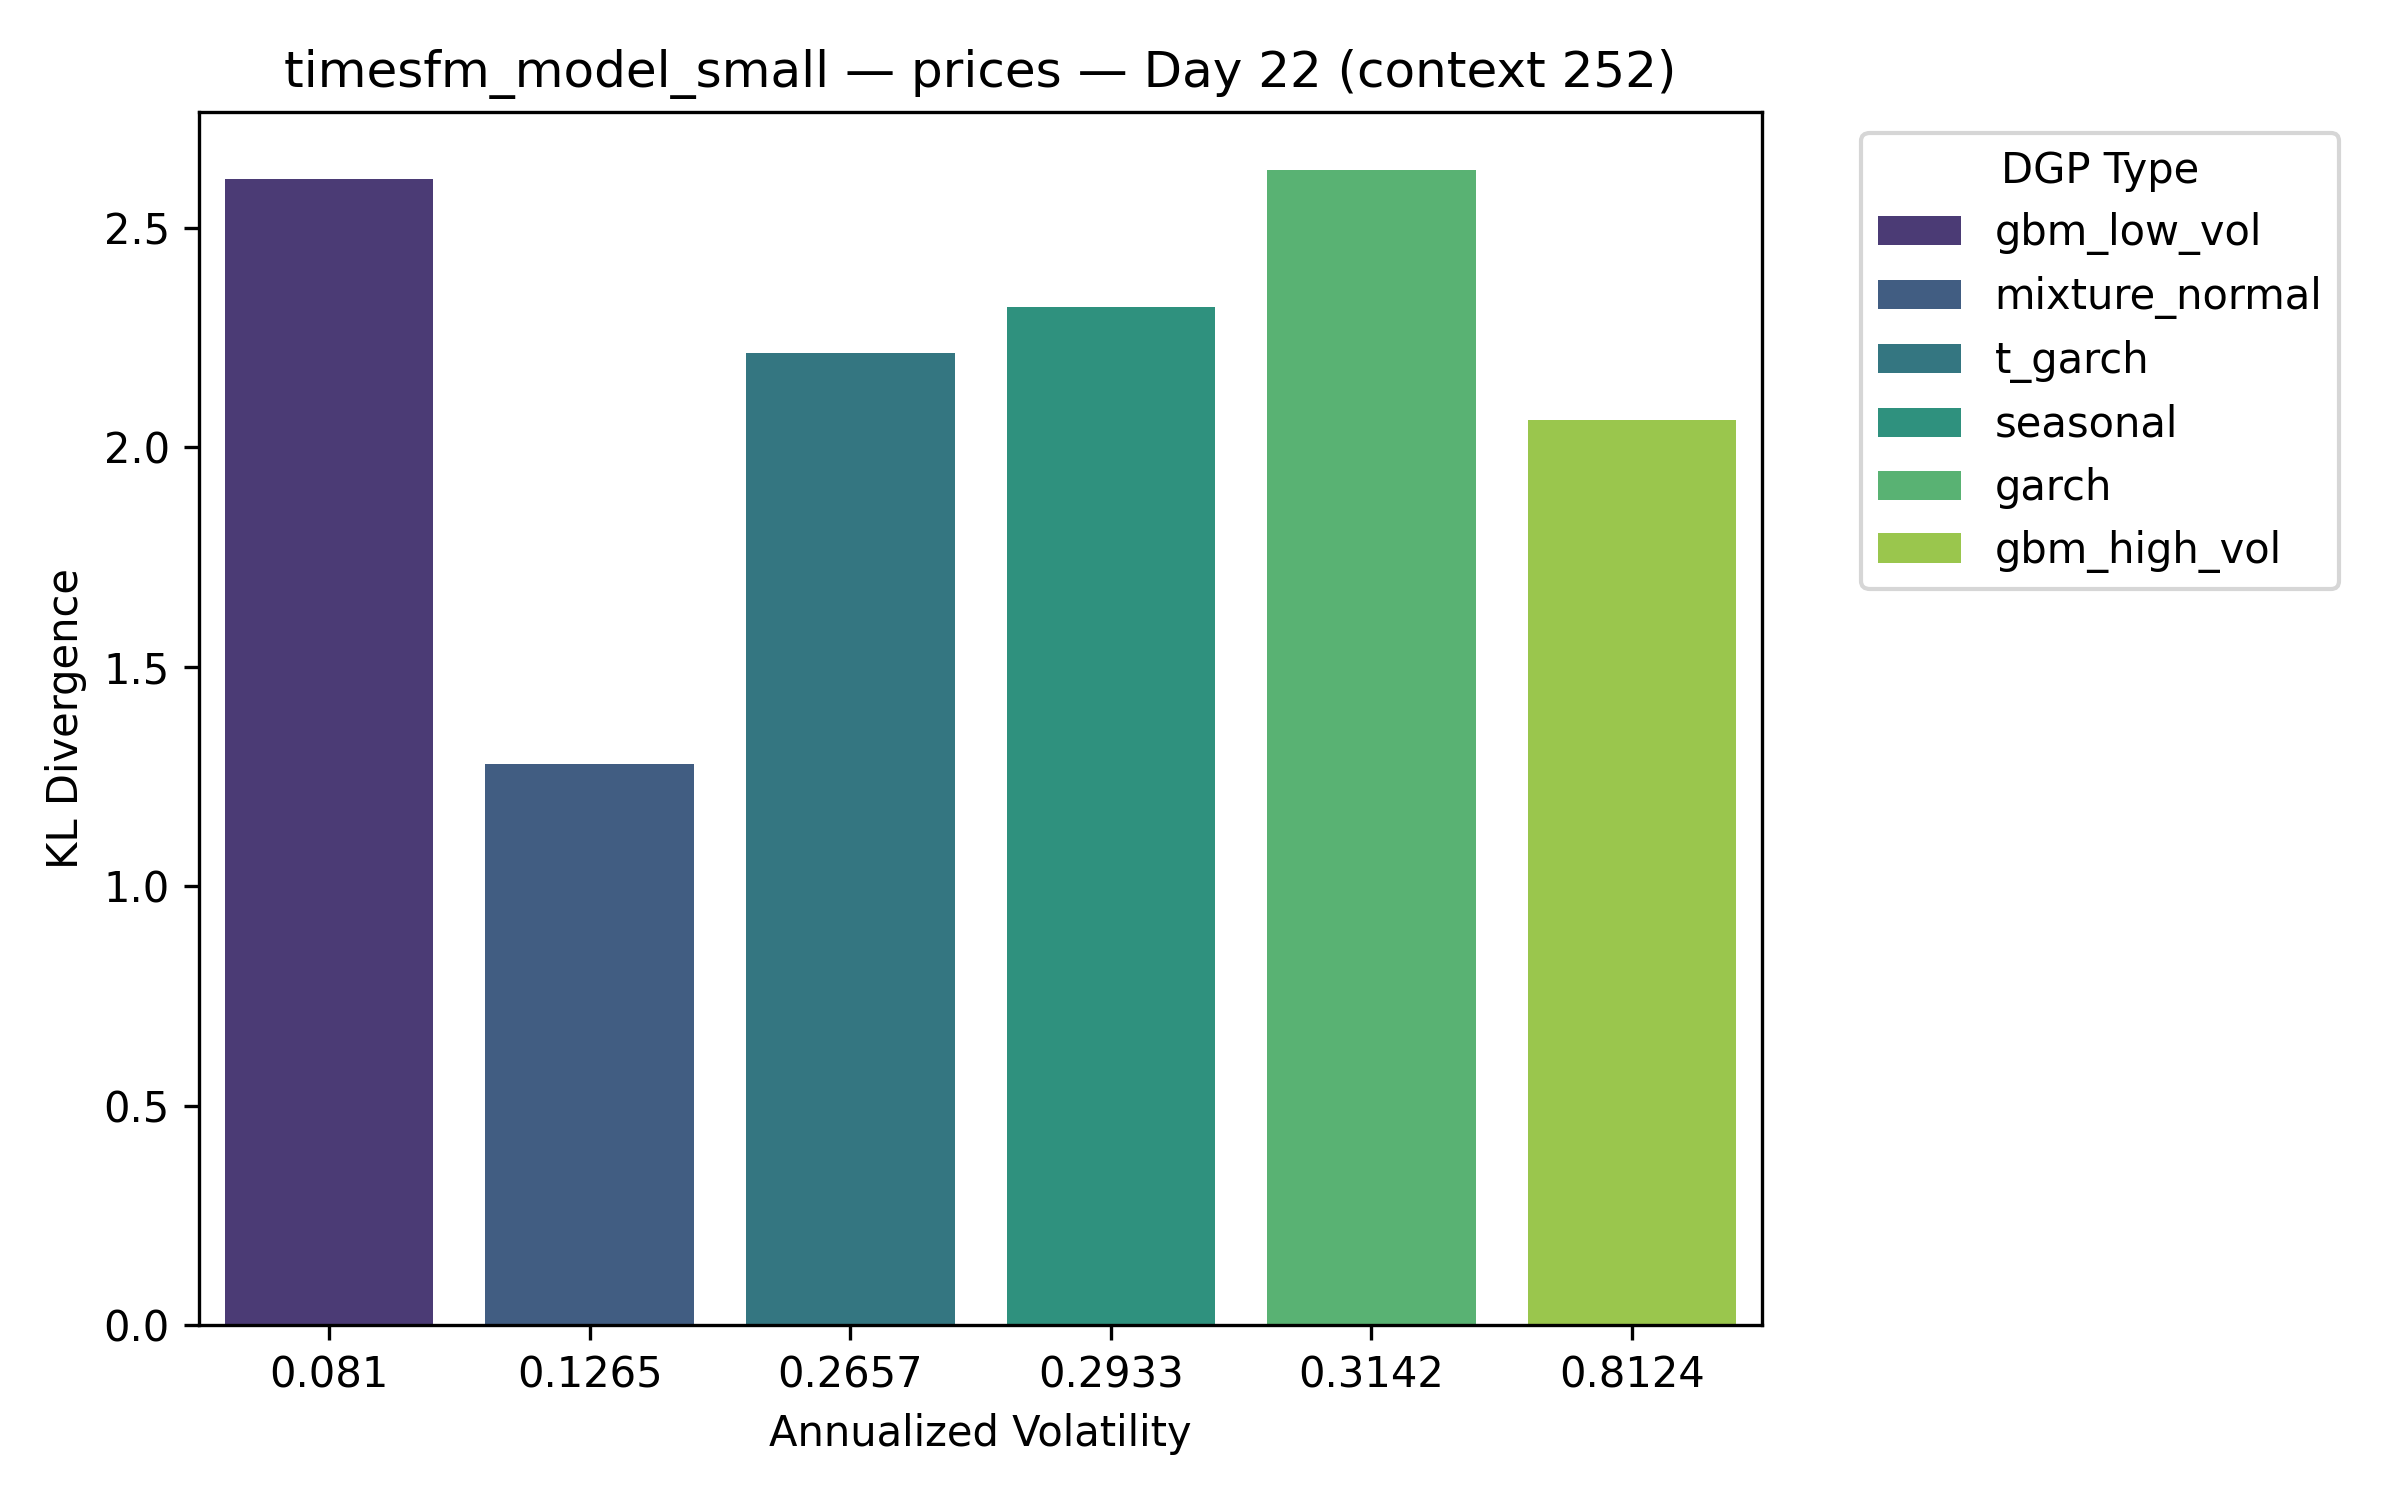 timesfm_model_small — prices — Day 22 (context 252)
DGP Type
gbm_low_vol
mixture_normal
t_garch
seasonal
garch
gbm_high_vol
KL Divergence
2.5
2.0
1.5
1.0
0.5
0.0
0.081 0.1265 0.2657 0.2933 0.3142 0.8124
Annualized Volatility